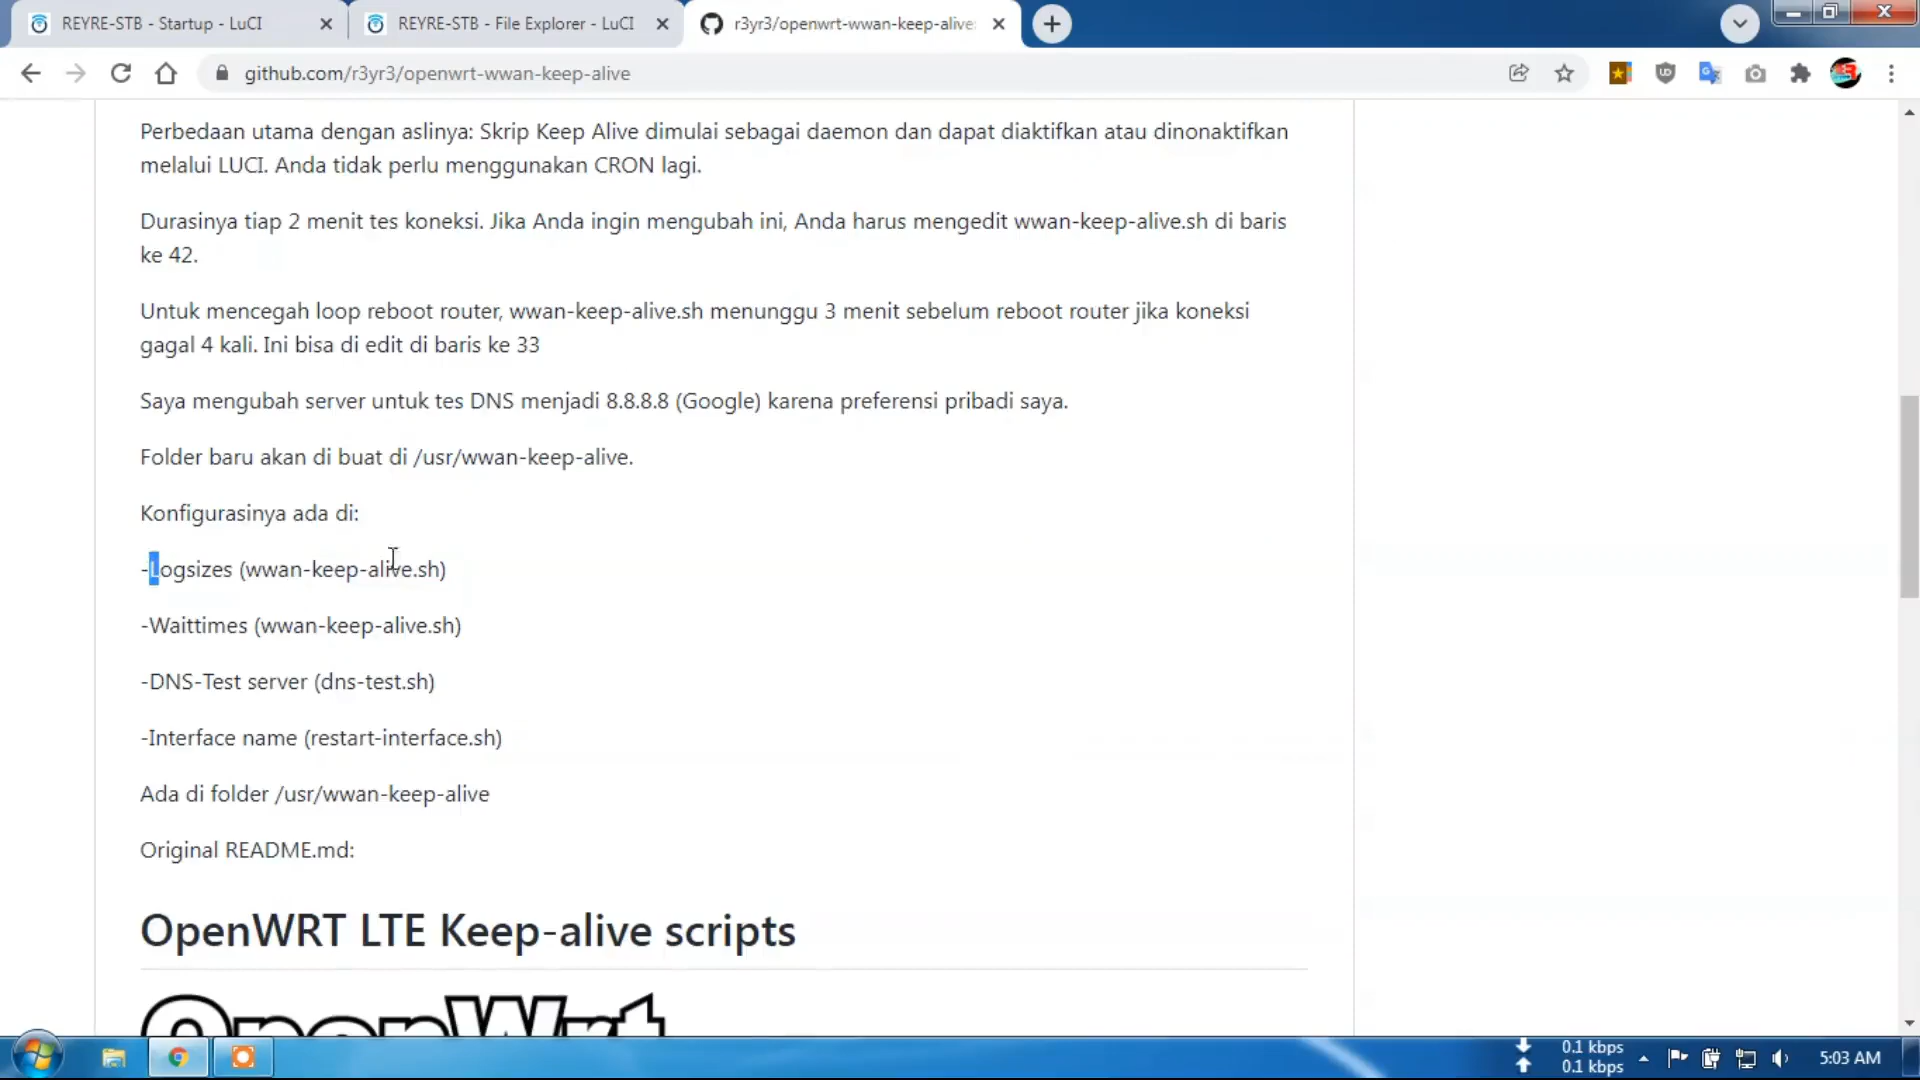 REYRE-STB - Startup - LuCI
REYRE-STB - File Explorer - LuCI
r3yr3/openwrt-wwan-keep-alive:
github.com/r3yr3/openwrt-wwan-keep-alive
Perbedaan utama dengan aslinya: Skrip Keep Alive dimulai sebagai daemon dan dapat diaktifkan atau dinonaktifkan
melalui LUCI. Anda tidak perlu menggunakan CRON lagi.
Durasinya tiap 2 menit tes koneksi. Jika Anda ingin mengubah ini, Anda harus mengedit wwan-keep-alive.sh di baris
ke 42.
Untuk mencegah loop reboot router, wwan-keep-alive.sh menunggu 3 menit sebelum reboot router jika koneksi
gagal 4 kali. Ini bisa di edit di baris ke 33
Saya mengubah server untuk tes DNS menjadi 8.8.8.8 (Google) karena preferensi pribadi saya.
Folder baru akan di buat di /usr/wwan-keep-alive.
Konfigurasinya ada di:
-Logsizes (wwan-keep-alive.sh)
-Waittimes (wwan-keep-alive.sh)
-DNS-Test server (dns-test.sh)
-Interface name (restart-interface.sh)
Ada di folder /usr/wwan-keep-alive
Original README.md:
OpenWRT LTE Keep-alive scripts
OpenWrt
0.1 kbps
0.1 kbps
5:03 AM